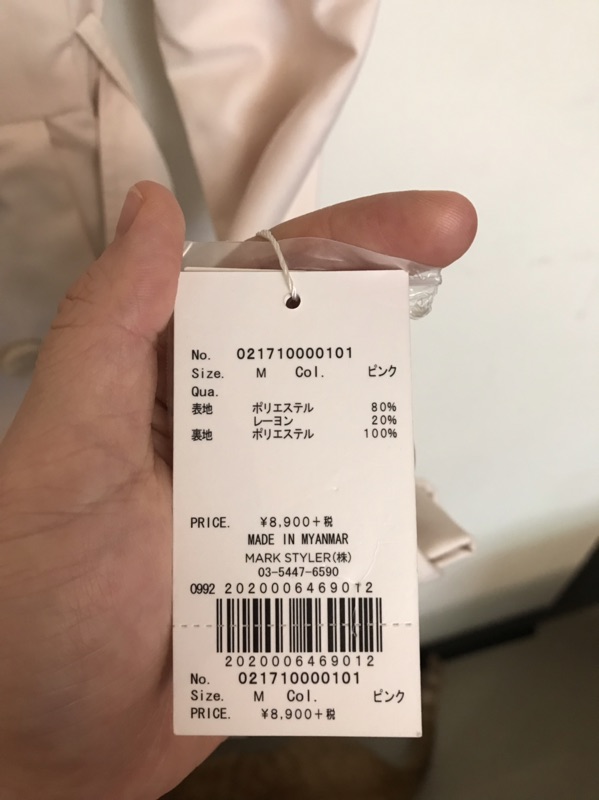 No. 021710000101
Size. M Col. ピンク
Qua.
表地 ポリエステル 80%
レーヨン 20%
裏地 ポリエステル 100%
PRICE. ¥8,900+税
MADE IN MYANMAR
MARK STYLER(株)
03-5447-6590
0992 2020006469012
2020006469012
No. 021710000101
Size. M Col. ピンク
PRICE. ¥8,900+税